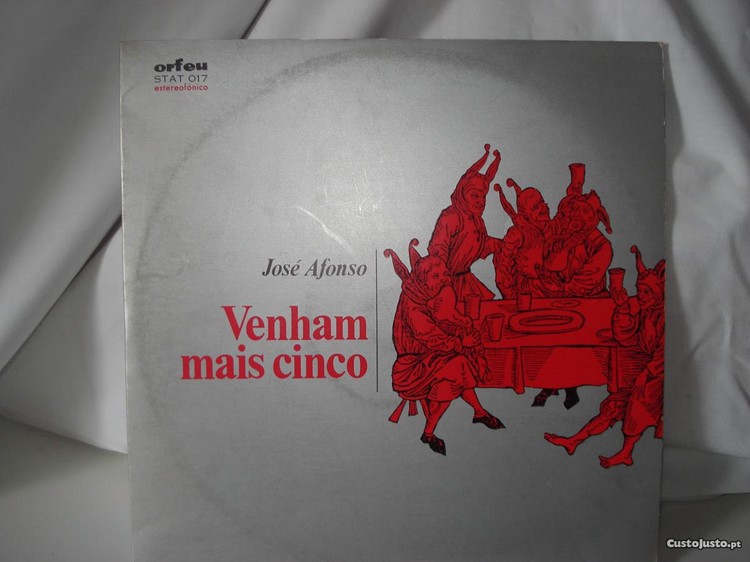 orfeu
STAT 017
estereofónico
José Afonso
Venham
mais cinco
CustoJusto.pt